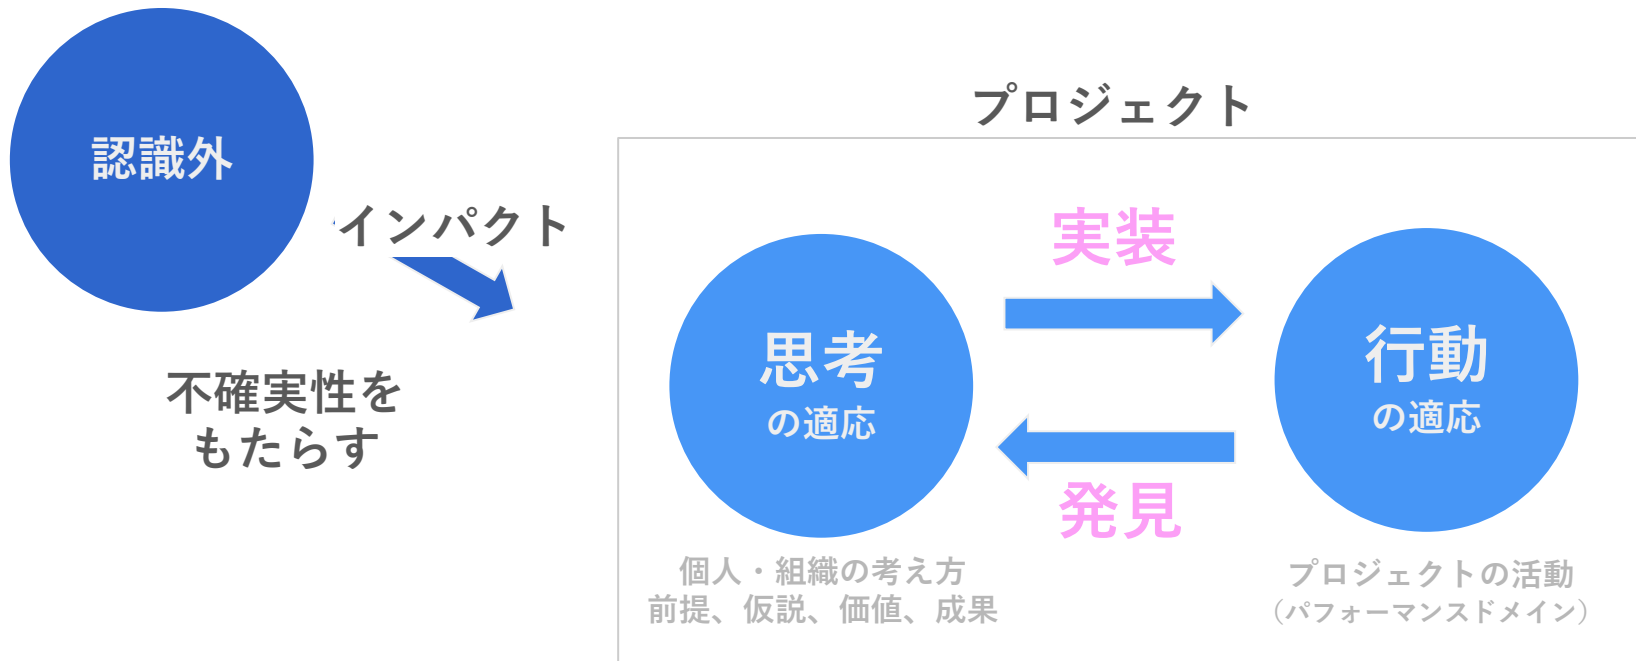 認識外
インパクト
不確実性を
もたらす
プロジェクト
実装
思考
の適応
行動
の適応
発見
個人・組織の考え方
前提、仮説、価値、成果
プロジェクトの活動
（パフォーマンスドメイン）